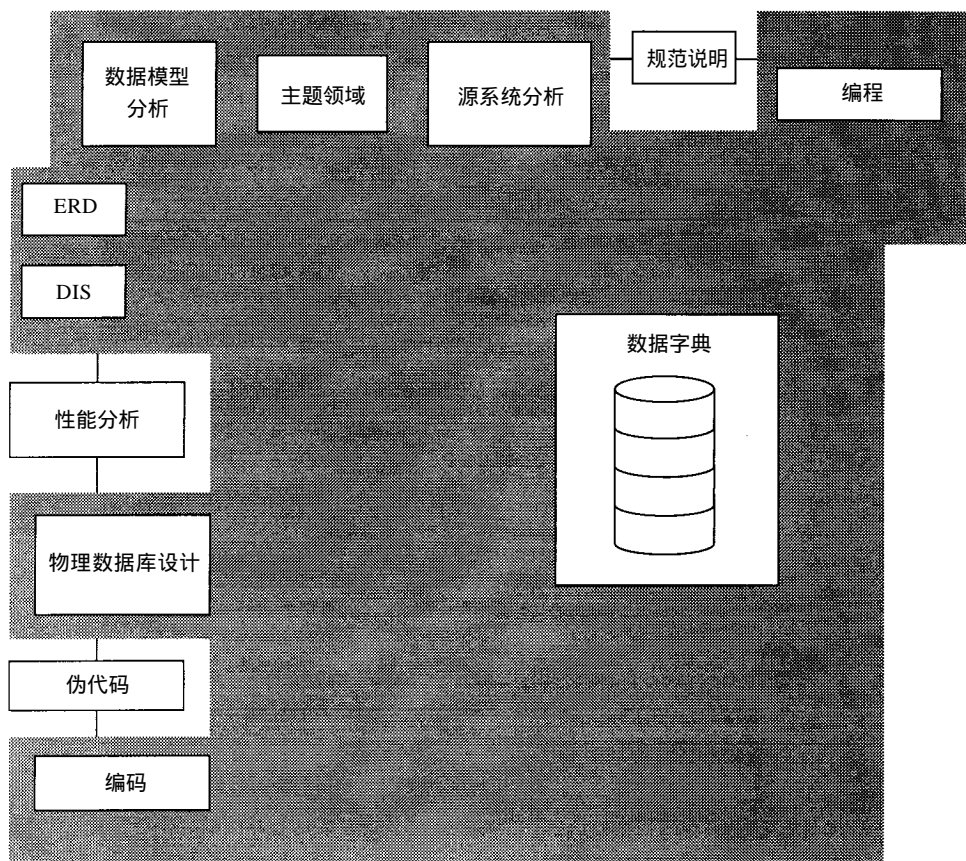 数据模型
分析
主题领域
源系统分析
规范说明
编程
ERD
DIS
数据字典
性能分析
物理数据库设计
伪代码
编码